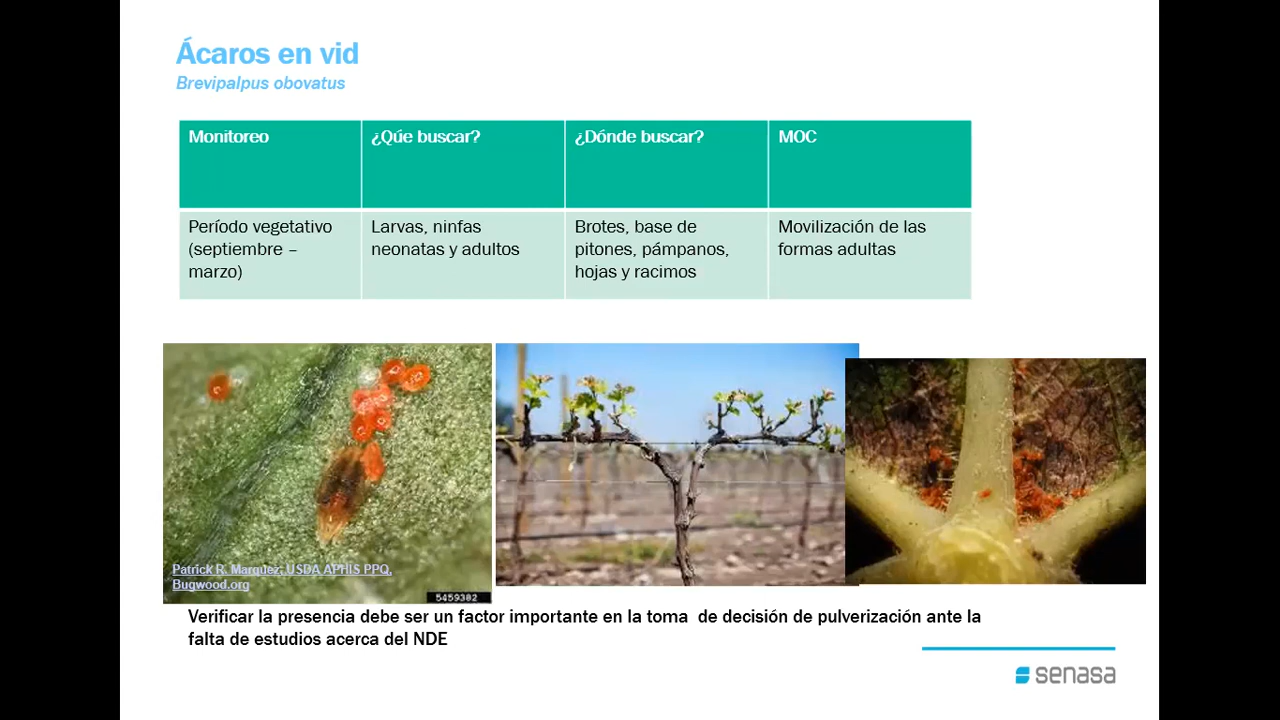 Ácaros en vid
Brevipalpus obovatus
Monitoreo
¿Qúe buscar?
¿Dónde buscar?
MOC
Período vegetativo
(septiembre –
marzo)
Larvas, ninfas
neonatas y adultos
Brotes, base de
pitones, pámpanos,
hojas y racimos
Movilización de las
formas adultas
Patrick R. Marquez, USDA APHIS PPQ,
Bugwood.org
5459382
Verificar la presencia debe ser un factor importante en la toma  de decisión de pulverización ante la
falta de estudios acerca del NDE
senasa